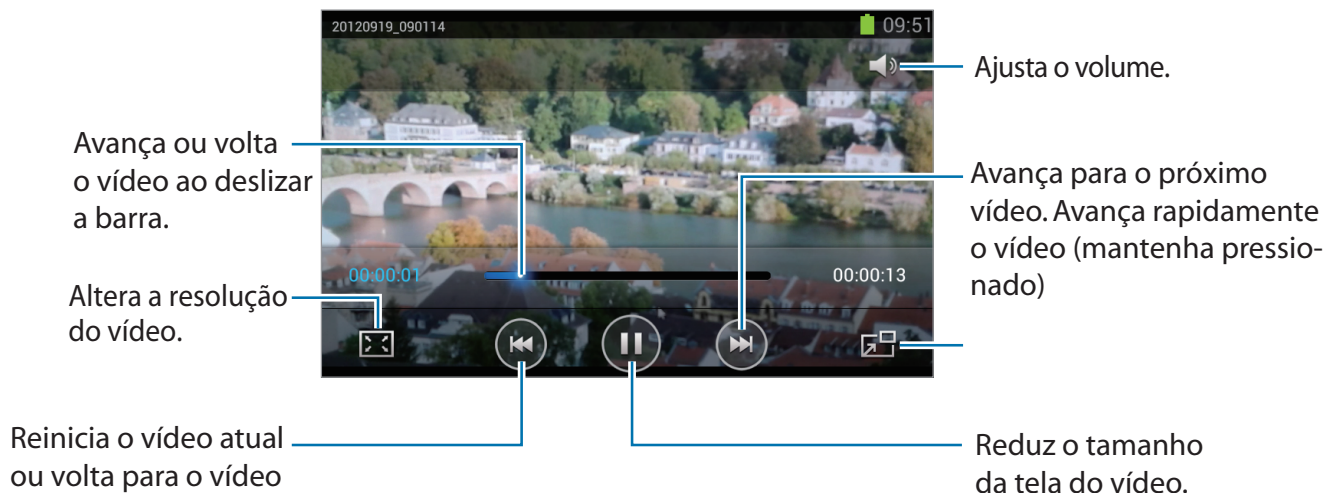 20120919_090114
09:51
Ajusta o volume.
Avança ou volta
o vídeo ao deslizar
a barra.
Avança para o próximo
vídeo. Avança rapidamente
o vídeo (mantenha pressio-
nado)
00:00:01
00:00:13
Altera a resolução
do vídeo.
Reinicia o vídeo atual
ou volta para o vídeo
Reduz o tamanho
da tela do vídeo.